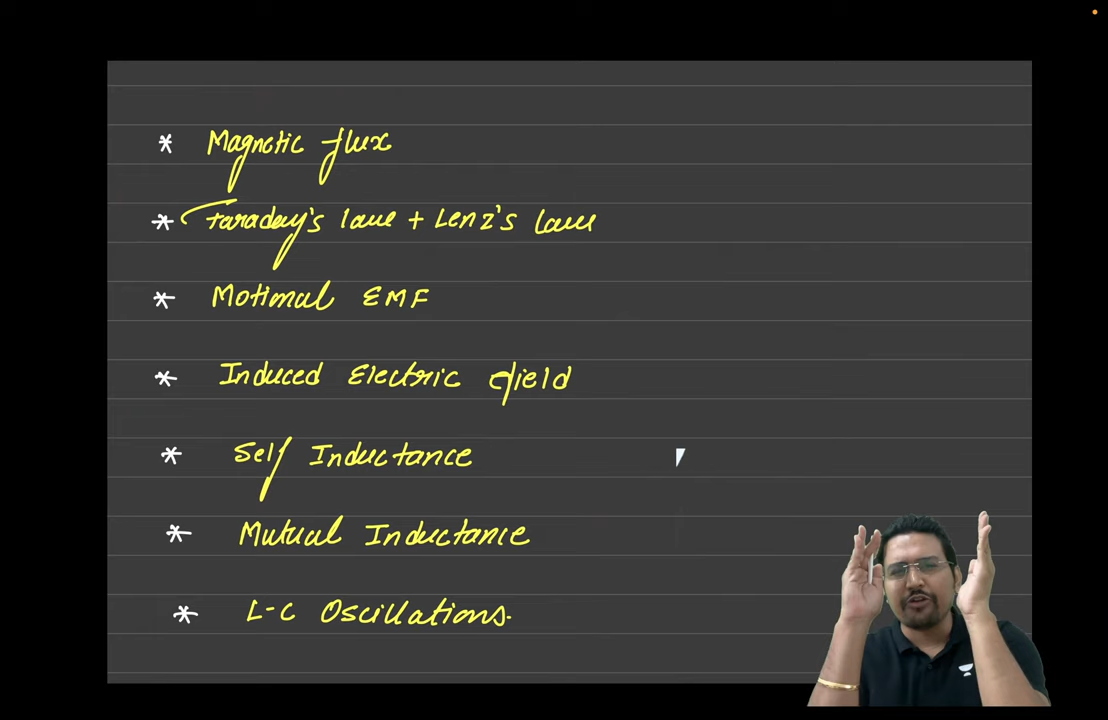 * Magnetic flux
* Faraday's law + Lenz's law
* Motional EMF
* Induced Electric field
* Self Inductance
* Mutual Inductance
* L-C Oscillations.